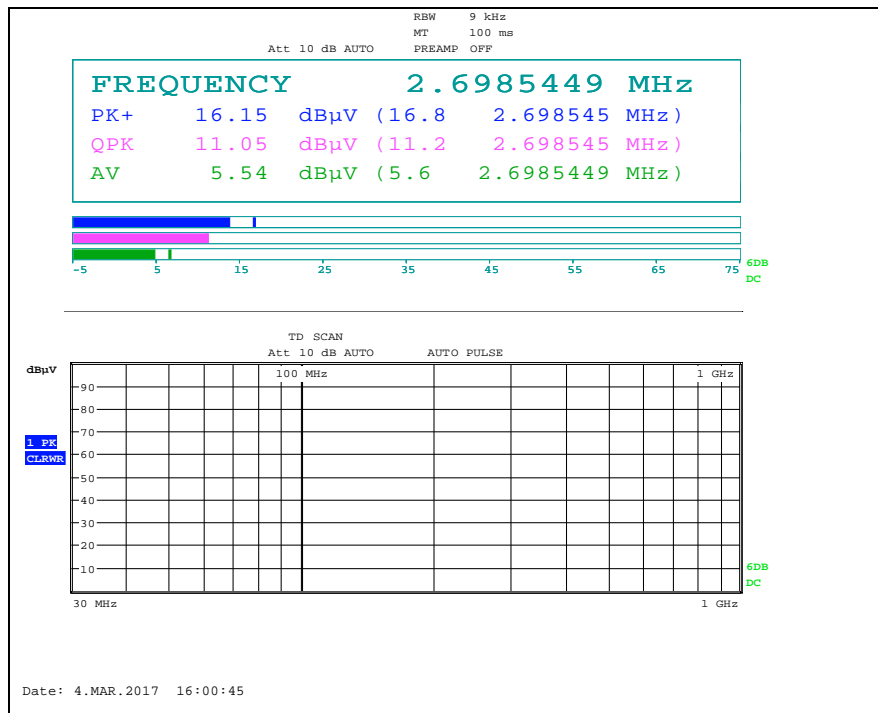 RBW 9 kHz
MT 100 ms
Att 10 dB AUTO PREAMP OFF
FREQUENCY 2.6985449 MHz
PK+ 16.15 dBµV (16.8 2.698545 MHz)
QPK 11.05 dBµV (11.2 2.698545 MHz)
AV 5.54 dBµV (5.6 2.6985449 MHz)
-5 5 15 25 35 45 55 65 75
6DB
DC
TD SCAN
Att 10 dB AUTO AUTO PULSE
dBµV
100 MHz 1 GHz
90
80
70
1 PK
60
CLRWR
50
40
30
20
10
6DB
DC
30 MHz 1 GHz
Date: 4.MAR.2017 16:00:45